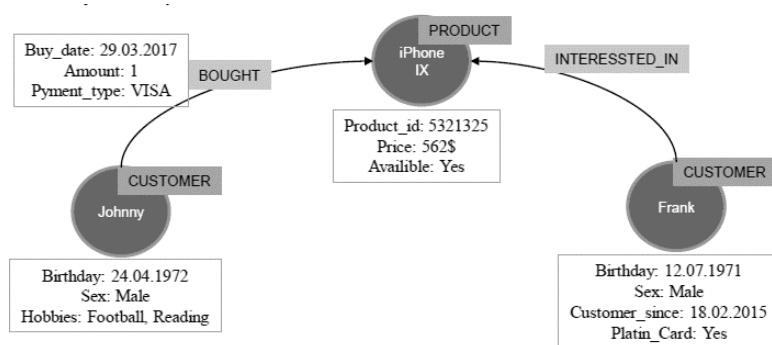 PRODUCT
iPhone
IX
Buy_date: 29.03.2017
Amount: 1
Pyment_type: VISA
BOUGHT
INTERESSTED_IN
Product_id: 5321325
Price: 562$
Availible: Yes
CUSTOMER
Johnny
Birthday: 24.04.1972
Sex: Male
Hobbies: Football, Reading
CUSTOMER
Frank
Birthday: 12.07.1971
Sex: Male
Customer_since: 18.02.2015
Platin_Card: Yes